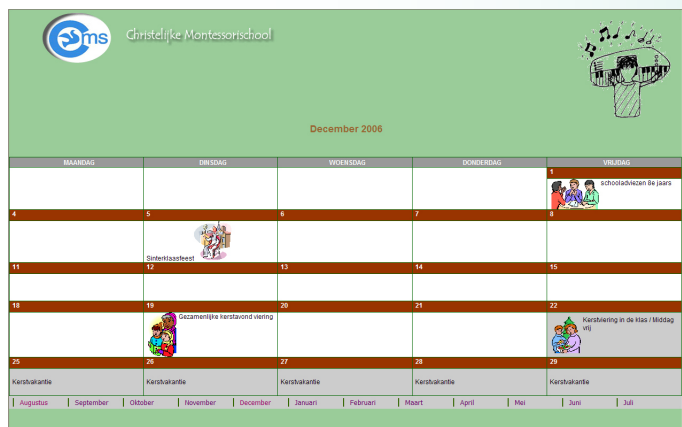 cms Christelijke Montessorischool
December 2006
MAANDAG DINSDAG WOENSDAG DONDERDAG VRIJDAG
1
schooladviezen 8e jaars
4 5 6 7 8
Sinterklaasfeest
11 12 13 14 15
18 19 20 21 22
Gezamenlijke kerstavond viering
Kerstviering in de klas / Middag
vrij
25 26 27 28 29
Kerstvakantie Kerstvakantie Kerstvakantie Kerstvakantie Kerstvakantie
| Augustus | September | Oktober | November | December | Januari | Februari | Maart | April | Mei | Juni | Juli